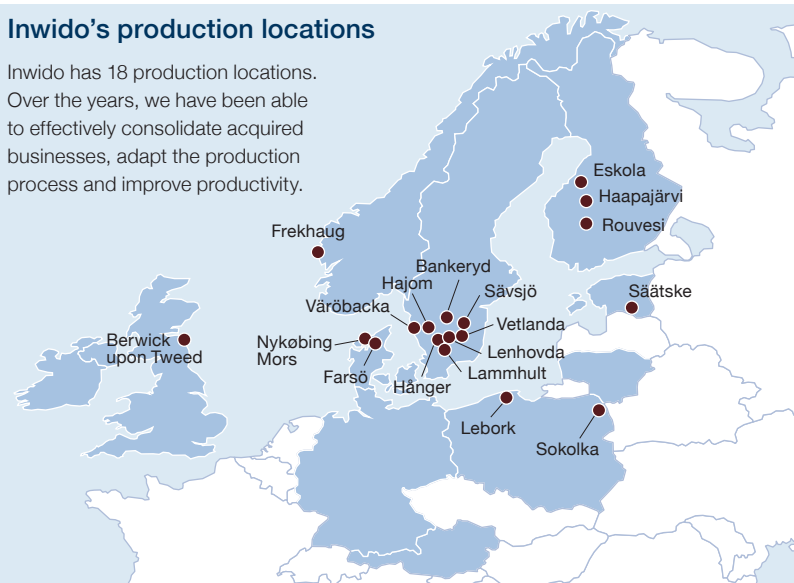 Inwido’s production locations
Inwido has 18 production locations.
Over the years, we have been able
to effectively consolidate acquired
businesses, adapt the production
process and improve productivity.
Eskola
Haapajärvi
Rouvesi
Frekhaug
Bankeryd
Hajom
Sävsjö
Säätske
Väröbacka
Vetlanda
Berwick
upon Tweed
Nykøbing
Mors
Lenhovda
Farsö
Lammhult
Hånger
Lebork
Sokolka